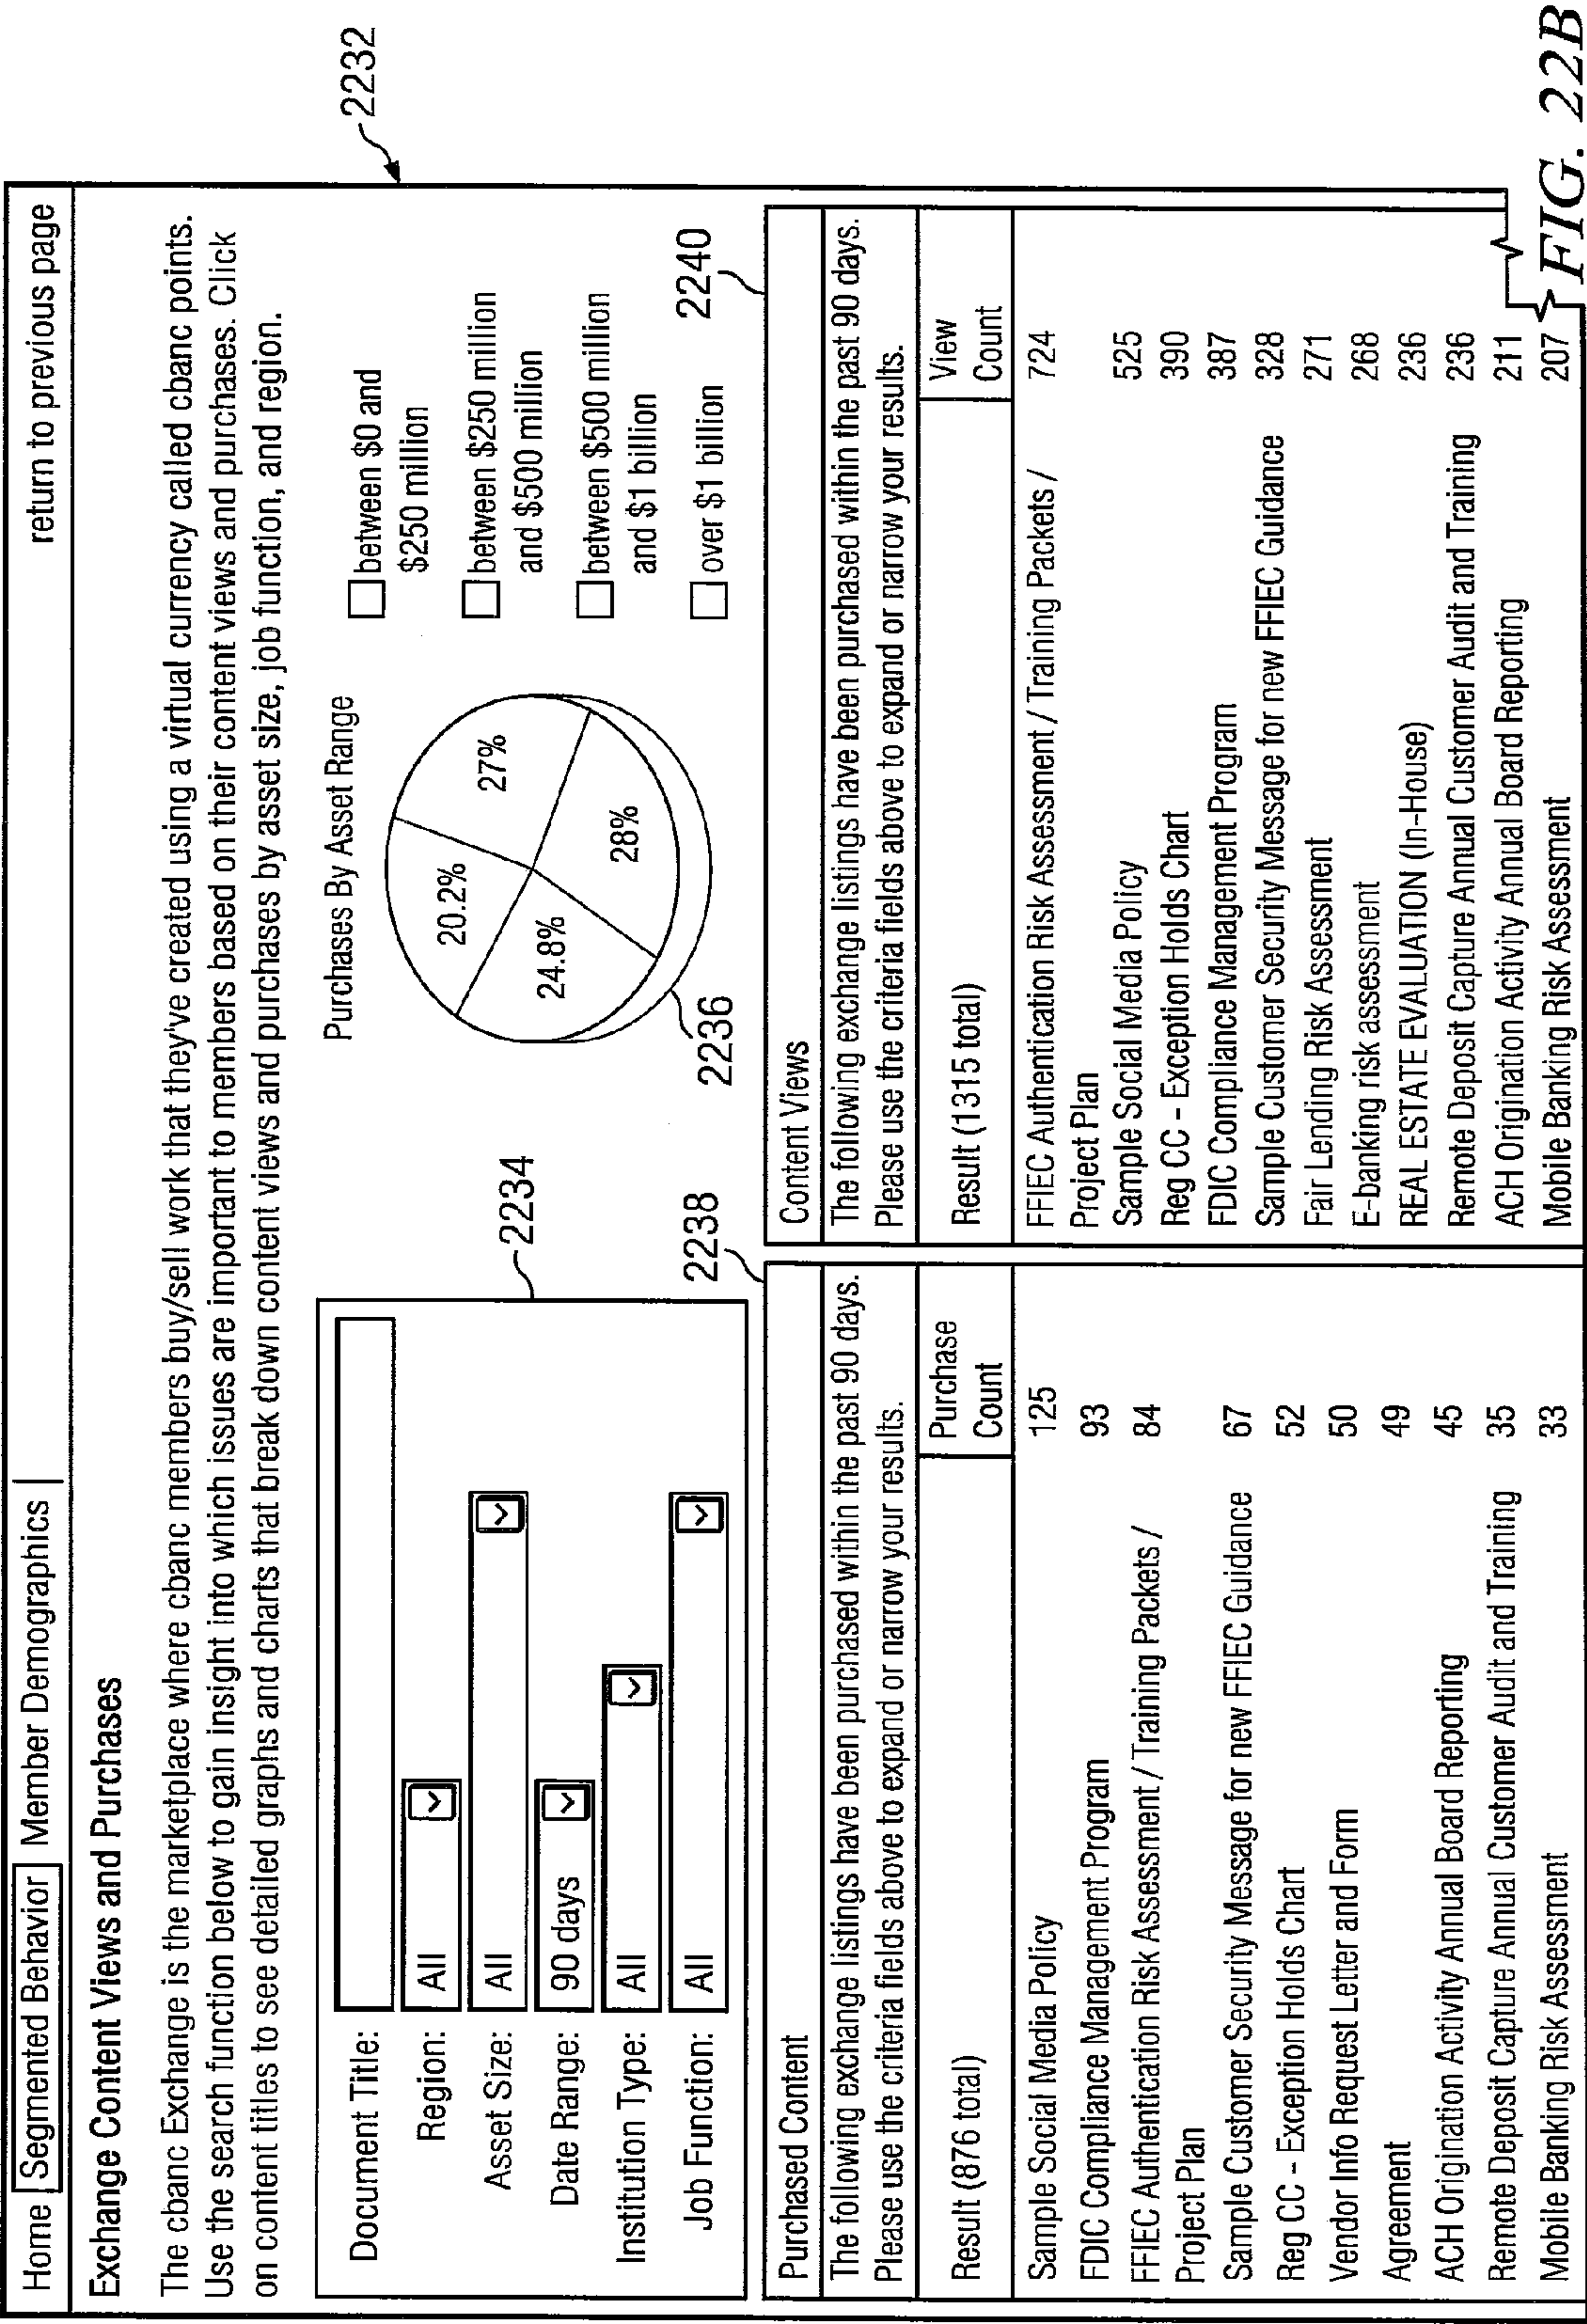 Home Segmented Behavior Member Demographics return to previous page
Exchange Content Views and Purchases
The cbanc Exchange is the marketplace where cbanc members buy/sell work that they've created using a virtual currency called cbanc points.
Use the search function below to gain insight into which issues are important to members based on their content views and purchases. Click
on content titles to see detailed graphs and charts that break down content views and purchases by asset size, job function, and region.
2232
Document Title:
Region: All
Asset Size: All
Date Range: 90 days
Institution Type: All
Job Function: All
2234
Purchases By Asset Range
20.2%
27%
24.8%
28%
2236
between $0 and
$250 million
between $250 million
and $500 million
between $500 million
and $1 billion
over $1 billion
2238
Purchased Content
The following exchange listings have been purchased within the past 90 days.
Please use the criteria fields above to expand or narrow your results.
Result (876 total) Purchase
Count
Sample Social Media Policy 125
FDIC Compliance Management Program 93
FFIEC Authentication Risk Assessment / Training Packets / 84
Project Plan
Sample Customer Security Message for new FFIEC Guidance 67
Reg CC - Exception Holds Chart 52
Vendor Info Request Letter and Form 50
Agreement 49
ACH Origination Activity Annual Board Reporting 45
Remote Deposit Capture Annual Customer Audit and Training 35
Mobile Banking Risk Assessment 33
2240
Content Views
The following exchange listings have been purchased within the past 90 days.
Please use the criteria fields above to expand or narrow your results.
Result (1315 total) View
Count
FFIEC Authentication Risk Assessment / Training Packets / 724
Project Plan
Sample Social Media Policy 525
Reg CC - Exception Holds Chart 390
FDIC Compliance Management Program 387
Sample Customer Security Message for new FFIEC Guidance 328
Fair Lending Risk Assessment 271
E-banking risk assessment 268
REAL ESTATE EVALUATION (In-House) 236
Remote Deposit Capture Annual Customer Audit and Training 236
ACH Origination Activity Annual Board Reporting 211
Mobile Banking Risk Assessment 207
FIG. 22B